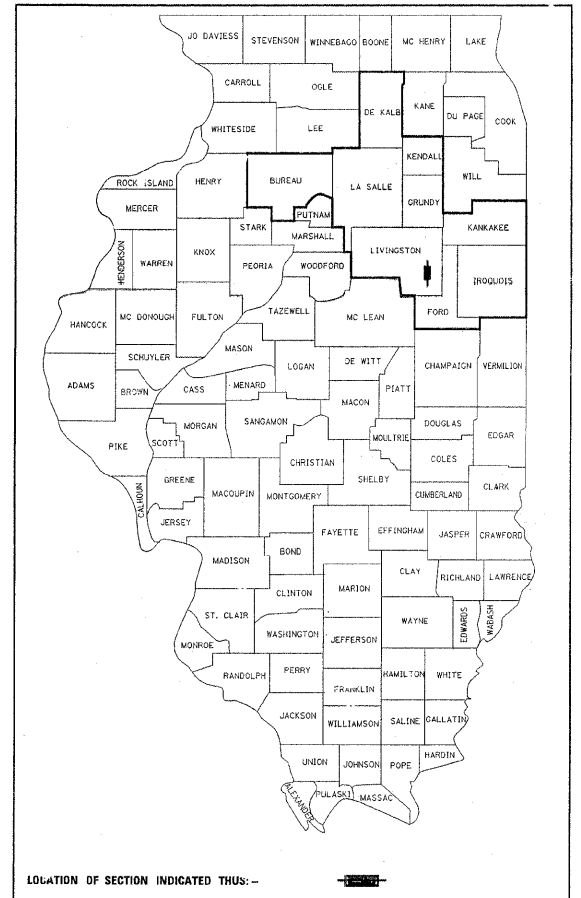 JO DAVIESS STEVENSON WINNEBAGO BOONE MC HENRY LAKE
CARROLL OGLE DE KALB KANE DU PAGE COOK
WHITESIDE LEE KENDALL WILL
ROCK ISLAND HENRY BUREAU LA SALLE GRUNDY
MERCER PUTNAM KANKAKEE
STARK MARSHALL LIVINGSTON
HENDERSON WARREN KNOX PEORIA WOODFORD IROQUOIS
FORD
HANCOCK MC DONOUGH FULTON TAZEWELL MC LEAN
SCHUYLER MASON LOGAN DE WITT CHAMPAIGN VERMILION
ADAMS BROWN CASS MENARD MACON PIATT
PIKE SCOTT MORGAN SANGAMON MOULTRIE DOUGLAS EDGAR
CHRISTIAN COLES
CALHOUN GREENE MACOUPIN MONTGOMERY SHELBY CUMBERLAND CLARK
JERSEY FAYETTE EFFINGHAM JASPER CRAWFORD
MADISON BOND CLAY RICHLAND LAWRENCE
CLINTON MARION
ST. CLAIR WAYNE EDWARDS WABASH
MONROE WASHINGTON JEFFERSON
RANDOLPH PERRY HAMILTON WHITE
FRANKLIN
JACKSON WILLIAMSON SALINE GALLATIN
UNION JOHNSON POPE HARDIN
ALEXANDER PULASKI MASSAC
LOCATION OF SECTION INDICATED THUS: –